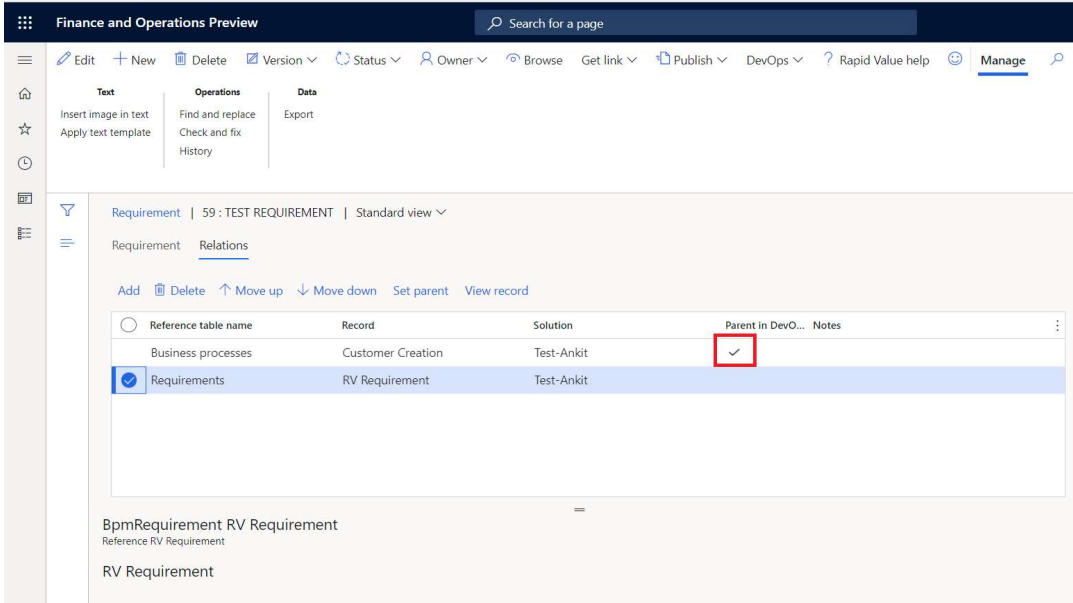 Finance and Operations Preview
Search for a page
Edit New Delete Version Status Owner Browse Get link Publish DevOps Rapid Value help Manage
Text Operations Data
Insert image in text Find and replace Export
Apply text template Check and fix
History
Requirement | 59 : TEST REQUIREMENT | Standard view
Requirement Relations
Add Delete Move up Move down Set parent View record
Reference table name Record Solution Parent in DevO... Notes
Business processes Customer Creation Test-Ankit
Requirements RV Requirement Test-Ankit
BpmRequirement RV Requirement
Reference RV Requirement
RV Requirement